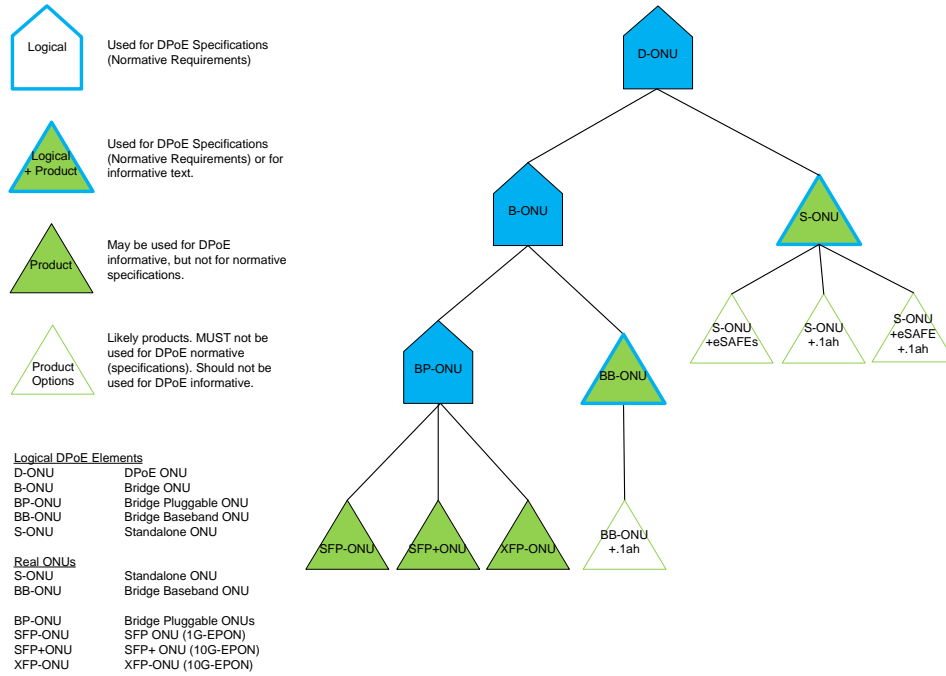 Logical
Used for DPoE Specifications
(Normative Requirements)
Logical
+ Product
Used for DPoE Specifications
(Normative Requirements) or for
informative text.
Product
May be used for DPoE
informative, but not for normative
specifications.
Product
Options
Likely products. MUST not be
used for DPoE normative
(specifications). Should not be
used for DPoE informative.
D-ONU
B-ONU
S-ONU
S-ONU
+eSAFEs
S-ONU
+.1ah
S-ONU
+eSAFE
+.1ah
BP-ONU
BB-ONU
SFP-ONU
SFP+ONU
XFP-ONU
BB-ONU
+.1ah
Logical DPoE Elements
D-ONU DPoE ONU
B-ONU Bridge ONU
BP-ONU Bridge Pluggable ONU
BB-ONU Bridge Baseband ONU
S-ONU Standalone ONU
Real ONUs
S-ONU Standalone ONU
BB-ONU Bridge Baseband ONU
BP-ONU Bridge Pluggable ONUs
SFP-ONU SFP ONU (1G-EPON)
SFP+ONU SFP+ ONU (10G-EPON)
XFP-ONU XFP-ONU (10G-EPON)